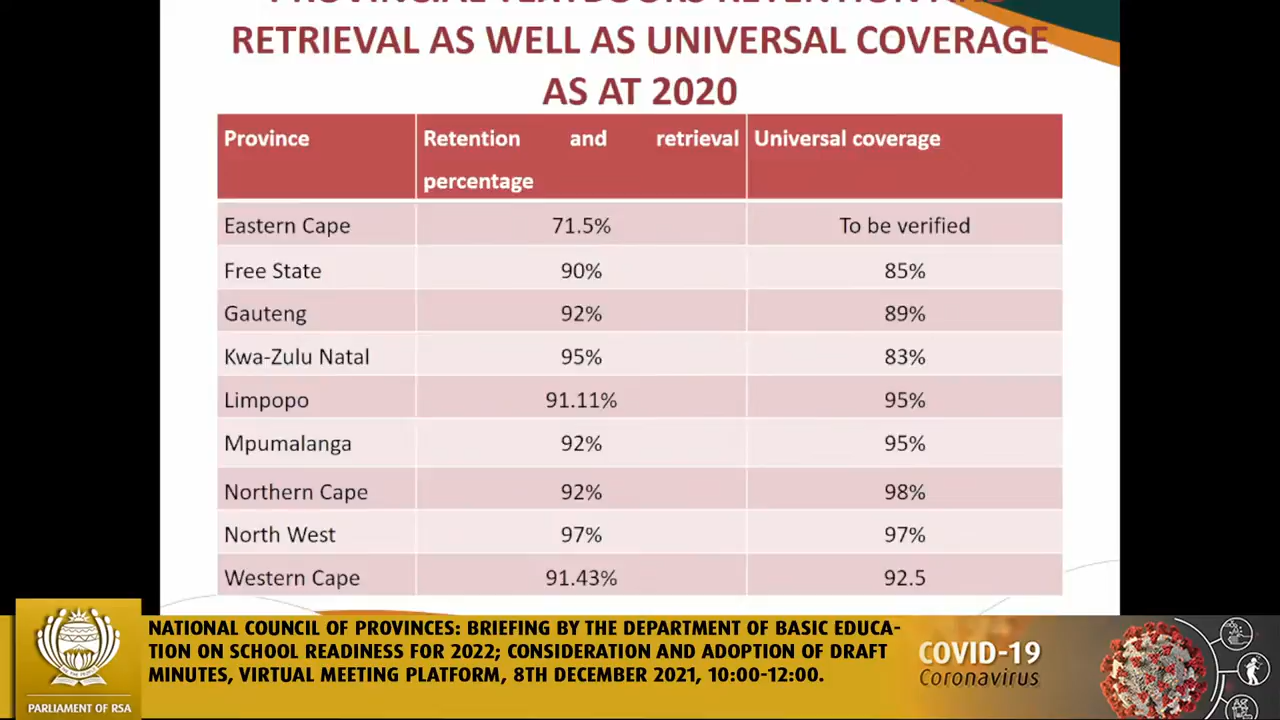 PROVINCIAL TEXTBOOKS RETENTION AND
RETRIEVAL AS WELL AS UNIVERSAL COVERAGE
AS AT 2020
Province Retention and retrieval percentage Universal coverage
Eastern Cape 71.5% To be verified
Free State 90% 85%
Gauteng 92% 89%
Kwa-Zulu Natal 95% 83%
Limpopo 91.11% 95%
Mpumalanga 92% 95%
Northern Cape 92% 98%
North West 97% 97%
Western Cape 91.43% 92.5
NATIONAL COUNCIL OF PROVINCES: BRIEFING BY THE DEPARTMENT OF BASIC EDUCA-
TION ON SCHOOL READINESS FOR 2022; CONSIDERATION AND ADOPTION OF DRAFT
MINUTES, VIRTUAL MEETING PLATFORM, 8TH DECEMBER 2021, 10:00-12:00.
PARLIAMENT OF RSA
COVID-19
Coronavirus